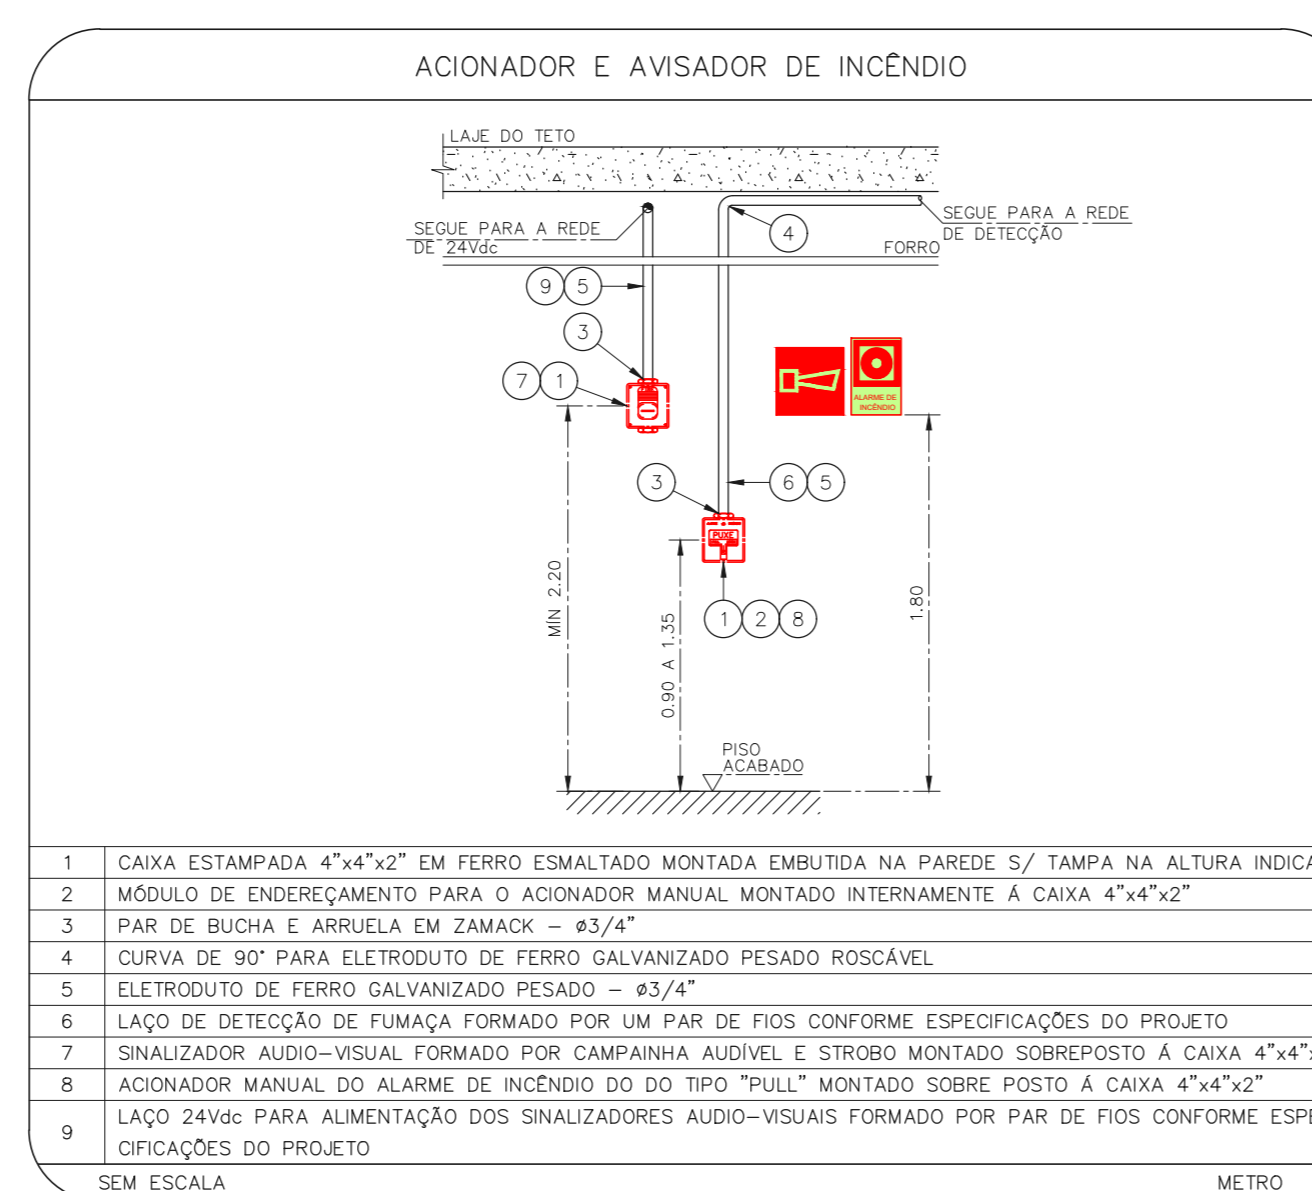 ACIONADOR E AVISADOR DE INCÊNDIO
LAJE DO TETO
SEGUE PARA A REDE
DE 24Vdc
SEGUE PARA A REDE
DE DETECÇÃO
4
FORRO
9 5
3
7 1
ALARME DE
INCÊNDIO
3
6 5
PUXE
MÍN 2.20
0.90 A 1.35
1.80
1 2 8
PISO
ACABADO
1 CAIXA ESTAMPADA 4"x4"x2" EM FERRO ESMALTADO MONTADA EMBUTIDA NA PAREDE S/ TAMPA NA ALTURA
2 MÓDULO DE ENDEREÇAMENTO PARA O ACIONADOR MANUAL MONTADO INTERNAMENTE Á CAIXA 4"x4"x2"
3 PAR DE BUCHA E ARRUELA EM ZAMACK – ø3/4"
4 CURVA DE 90° PARA ELETRODUTO DE FERRO GALVANIZADO PESADO ROSCÁVEL
5 ELETRODUTO DE FERRO GALVANIZADO PESADO – ø3/4"
6 LAÇO DE DETECÇÃO DE FUMAÇA FORMADO POR UM PAR DE FIOS CONFORME ESPECIFICAÇÕES DO PROJETO
7 SINALIZADOR AUDIO–VISUAL FORMADO POR CAMPAINHA AUDÍVEL E STROBO MONTADO SOBREPOSTO Á CAIXA 4"x4"
8 ACIONADOR MANUAL DO ALARME DE INCÊNDIO DO DO TIPO "PULL" MONTADO SOBRE POSTO Á CAIXA 4"x4"x2"
9 LAÇO 24Vdc PARA ALIMENTAÇÃO DOS SINALIZADORES AUDIO–VISUAIS FORMADO POR PAR DE FIOS CONFORME ESPE
CIFICAÇÕES DO PROJETO
SEM ESCALA
METRO